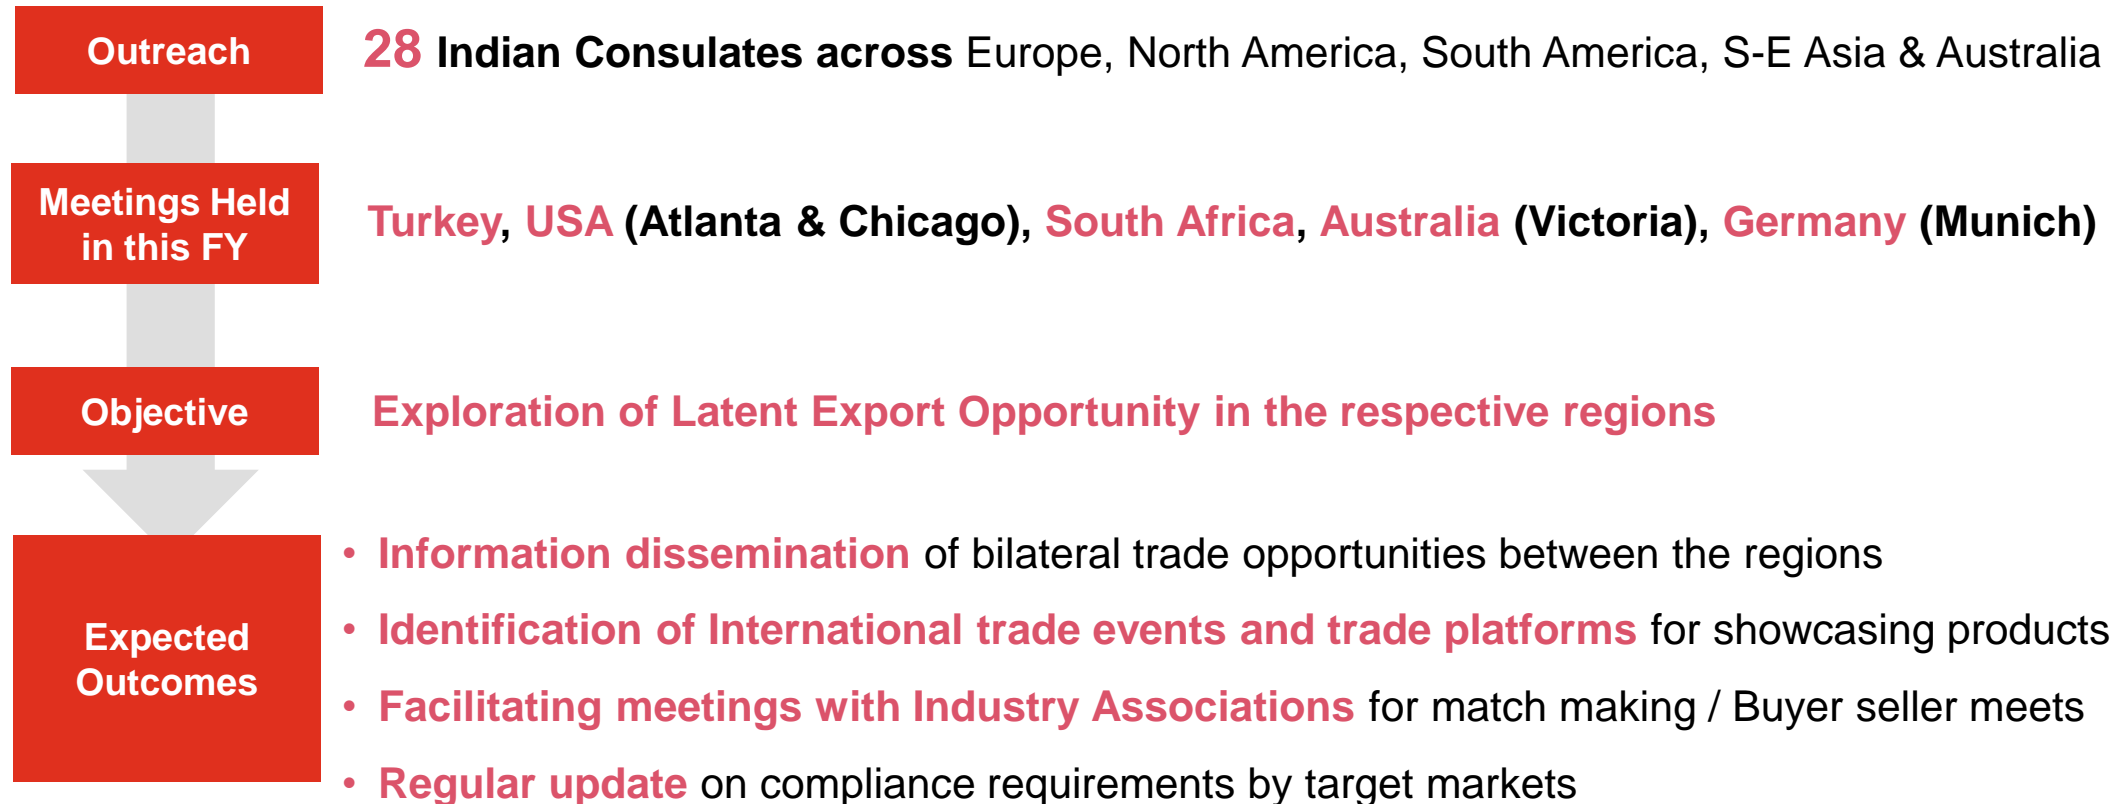 Outreach
28 Indian Consulates across Europe, North America, South America, S-E Asia & Australia
Meetings Held
in this FY
Turkey, USA (Atlanta & Chicago), South Africa, Australia (Victoria), Germany (Munich)
Objective
Exploration of Latent Export Opportunity in the respective regions
Expected
Outcomes
• Information dissemination of bilateral trade opportunities between the regions
• Identification of International trade events and trade platforms for showcasing products
• Facilitating meetings with Industry Associations for match making / Buyer seller meets
• Regular update on compliance requirements by target markets